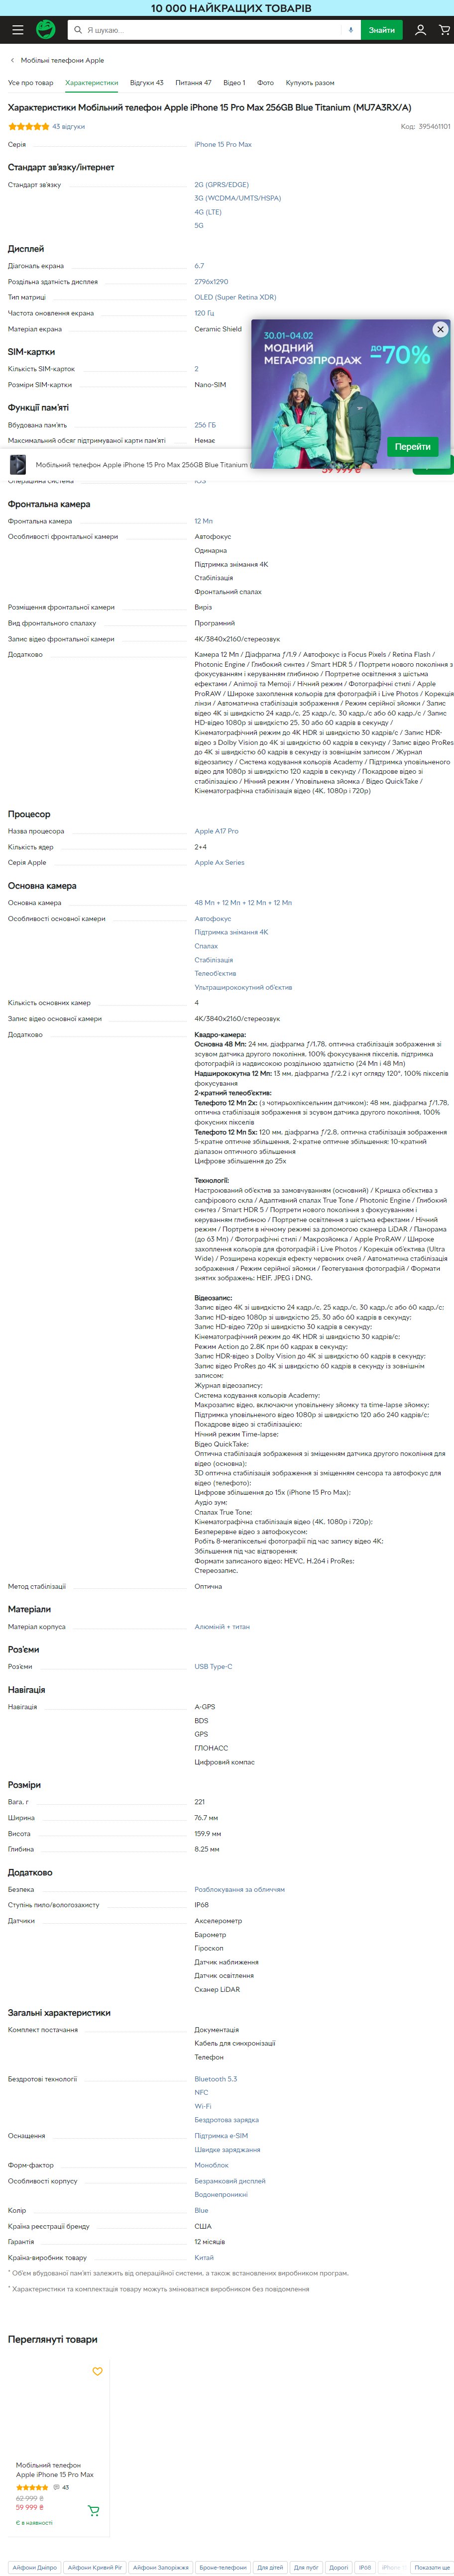 10 000 НАЙКРАЩИХ ТОВАРІВ
Я шукаю...
Знайти
Мобільні телефони Apple
Усе про товар
Характеристики
Відгуки 43
Питання 47
Відео 1
Фото
Купують разом
Характеристики Мобільний телефон Apple iPhone 15 Pro Max 256GB Blue Titanium (MU7A3RX/A)
43 відгуки
Код: 395461101
Серія
iPhone 15 Pro Max
Стандарт зв'язку/інтернет
Стандарт зв'язку
2G (GPRS/EDGE)
3G (WCDMA/UMTS/HSPA)
4G (LTE)
5G
Дисплей
Діагональ екрана
6.7
Роздільна здатність дисплея
2796x1290
Тип матриці
OLED (Super Retina XDR)
Частота оновлення екрана
120 Гц
Матеріал екрана
Ceramic Shield
30.01–04.02
МОДНИЙ
МЕГАРОЗПРОДАЖ
ДО
−70%
Перейти
SIM-картки
Кількість SIM-карток
2
Розміри SIM-картки
Nano-SIM
Функції пам'яті
Вбудована пам'ять
256 ГБ
Максимальний обсяг підтримуваної карти пам'яті
Немає
Мобільний телефон Apple iPhone 15 Pro Max 256GB Blue Titanium
59 999 ₴
Операційна система
iOS
Фронтальна камера
Фронтальна камера
12 Мп
Особливості фронтальної камери
Автофокус
Одинарна
Підтримка знімання 4К
Стабілізація
Фронтальний спалах
Розміщення фронтальної камери
Виріз
Вид фронтального спалаху
Програмний
Запис відео фронтальної камери
4K/3840x2160/стереозвук
Додатково
Камера 12 Мп / Діафрагма ƒ/1.9 / Автофокус із Focus Pixels / Retina Flash /
Photonic Engine / Глибокий синтез / Smart HDR 5 / Портрети нового покоління з
фокусуванням і керуванням глибиною / Портретне освітлення з шістьма
ефектами / Animoji та Memoji / Нічний режим / Фотографічні стилі / Apple
ProRAW / Широке захоплення кольорів для фотографій і Live Photos / Корекція
лінзи / Автоматична стабілізація зображення / Режим серійної зйомки / Запис
відео 4K зі швидкістю 24 кадр./с, 25 кадр./с, 30 кадр./с або 60 кадр./с / Запис
HD-відео 1080p зі швидкістю 25, 30 або 60 кадрів в секунду /
Кінематографічний режим до 4K HDR зі швидкістю 30 кадрів/с / Запис HDR-
відео з Dolby Vision до 4K зі швидкістю 60 кадрів в секунду / Запис відео ProRes
до 4K зі швидкістю 60 кадрів в секунду із зовнішнім записом / Журнал
відеозапису / Система кодування кольорів Academy / Підтримка уповільненого
відео для 1080p зі швидкістю 120 кадрів в секунду / Покадрове відео зі
стабілізацією / Нічний режим / Уповільнена зйомка / Відео QuickTake /
Кінематографічна стабілізація відео (4K, 1080p і 720p)
Процесор
Назва процесора
Apple A17 Pro
Кількість ядер
2+4
Серія Apple
Apple Ax Series
Основна камера
Основна камера
48 Мп + 12 Мп + 12 Мп + 12 Мп
Особливості основної камери
Автофокус
Підтримка знімання 4К
Спалах
Стабілізація
Телеоб'єктив
Ультраширококутний об'єктив
Кількість основних камер
4
Запис відео основної камери
4K/3840x2160/стереозвук
Додатково
Квадро-камера:
Основна 48 Мп: 24 мм, діафрагма ƒ/1.78, оптична стабілізація зображення зі
зсувом датчика другого покоління, 100% фокусування пікселів, підтримка
фотографій із надвисокою роздільною здатністю (24 Мп і 48 Мп)
Надширококутна 12 Мп: 13 мм, діафрагма ƒ/2.2 і кут огляду 120°, 100% пікселів
фокусування
2-кратний телеоб'єктив:
Телефото 12 Мп 2x: (з чотирьохпіксельним датчиком): 48 мм, діафрагма ƒ/1.78,
оптична стабілізація зображення зі зсувом датчика другого покоління, 100%
фокусних пікселів
Телефото 12 Мп 5x: 120 мм, діафрагма ƒ/2.8, оптична стабілізація зображення
5-кратне оптичне збільшення, 2-кратне оптичне збільшення; 10-кратний
діапазон оптичного збільшення
Цифрове збільшення до 25x
Технології:
Настроюваний об'єктив за замовчуванням (основний) / Кришка об'єктива з
сапфірового скла / Адаптивний спалах True Tone / Photonic Engine / Глибокий
синтез / Smart HDR 5 / Портрети нового покоління з фокусуванням і
керуванням глибиною / Портретне освітлення з шістьма ефектами / Нічний
режим / Портрети в нічному режимі за допомогою сканера LiDAR / Панорама
(до 63 Мп) / Фотографічні стилі / Макрозйомка / Apple ProRAW / Широке
захоплення кольорів для фотографій і Live Photos / Корекція об'єктива (Ultra
Wide) / Розширена корекція ефекту червоних очей / Автоматична стабілізація
зображення / Режим серійної зйомки / Геотегування фотографій / Формати
знятих зображень: HEIF, JPEG і DNG.
Відеозапис:
Запис відео 4K зі швидкістю 24 кадр./с, 25 кадр./с, 30 кадр./с або 60 кадр./с;
Запис HD-відео 1080p зі швидкістю 25, 30 або 60 кадрів в секунду;
Запис HD-відео 720p зі швидкістю 30 кадрів в секунду;
Кінематографічний режим до 4K HDR зі швидкістю 30 кадрів/с;
Режим Action до 2,8K при 60 кадрах в секунду;
Запис HDR-відео з Dolby Vision до 4K зі швидкістю 60 кадрів в секунду;
Запис відео ProRes до 4K зі швидкістю 60 кадрів в секунду із зовнішнім
записом;
Журнал відеозапису;
Система кодування кольорів Academy;
Макрозапис відео, включаючи уповільнену зйомку та time-lapse зйомку;
Підтримка уповільненого відео 1080p зі швидкістю 120 або 240 кадрів/с;
Покадрове відео зі стабілізацією;
Нічний режим Time-lapse;
Відео QuickTake;
Оптична стабілізація зображення зі зміщенням датчика другого покоління для
відео (основна);
3D оптична стабілізація зображення зі зміщенням сенсора та автофокус для
відео (телефото);
Цифрове збільшення до 15x (iPhone 15 Pro Max);
Аудіо зум;
Спалах True Tone;
Кінематографічна стабілізація відео (4K, 1080p і 720p);
Безперервне відео з автофокусом;
Робіть 8-мегапіксельні фотографії під час запису відео 4K;
Збільшення під час відтворення;
Формати записаного відео: HEVC, H.264 і ProRes;
Стереозапис.
Метод стабілізації
Оптична
Матеріали
Матеріал корпуса
Алюміній + титан
Роз'єми
Роз'єми
USB Type-C
Навігація
Навігація
A-GPS
BDS
GPS
ГЛОНАСС
Цифровий компас
Розміри
Вага, г
221
Ширина
76.7 мм
Висота
159.9 мм
Глибина
8.25 мм
Додатково
Безпека
Розблокування за обличчям
Ступінь пило/вологозахисту
IP68
Датчики
Акселерометр
Барометр
Гіроскоп
Датчик наближення
Датчик освітлення
Сканер LiDAR
Загальні характеристики
Комплект постачання
Документація
Кабель для синхронізації
Телефон
Бездротові технології
Bluetooth 5.3
NFC
Wi-Fi
Бездротова зарядка
Оснащення
Підтримка e-SIM
Швидке заряджання
Форм-фактор
Моноблок
Особливості корпусу
Безрамковий дисплей
Водонепроникні
Колір
Blue
Країна реєстрації бренду
США
Гарантія
12 місяців
Країна-виробник товару
Китай
* Об'єм вбудованої пам'яті залежить від операційної системи, а також встановлених виробником програм.
* Характеристики та комплектація товару можуть змінюватися виробником без повідомлення
Переглянуті товари
Мобільний телефон
Apple iPhone 15 Pro Max
43
62 999 ₴
59 999 ₴
Є в наявності
Айфони Дніпро
Айфони Кривий Ріг
Айфони Запоріжжя
Броне-телефони
Для дітей
Для пубг
Дорогі
IP68
iPhone
Показати ще